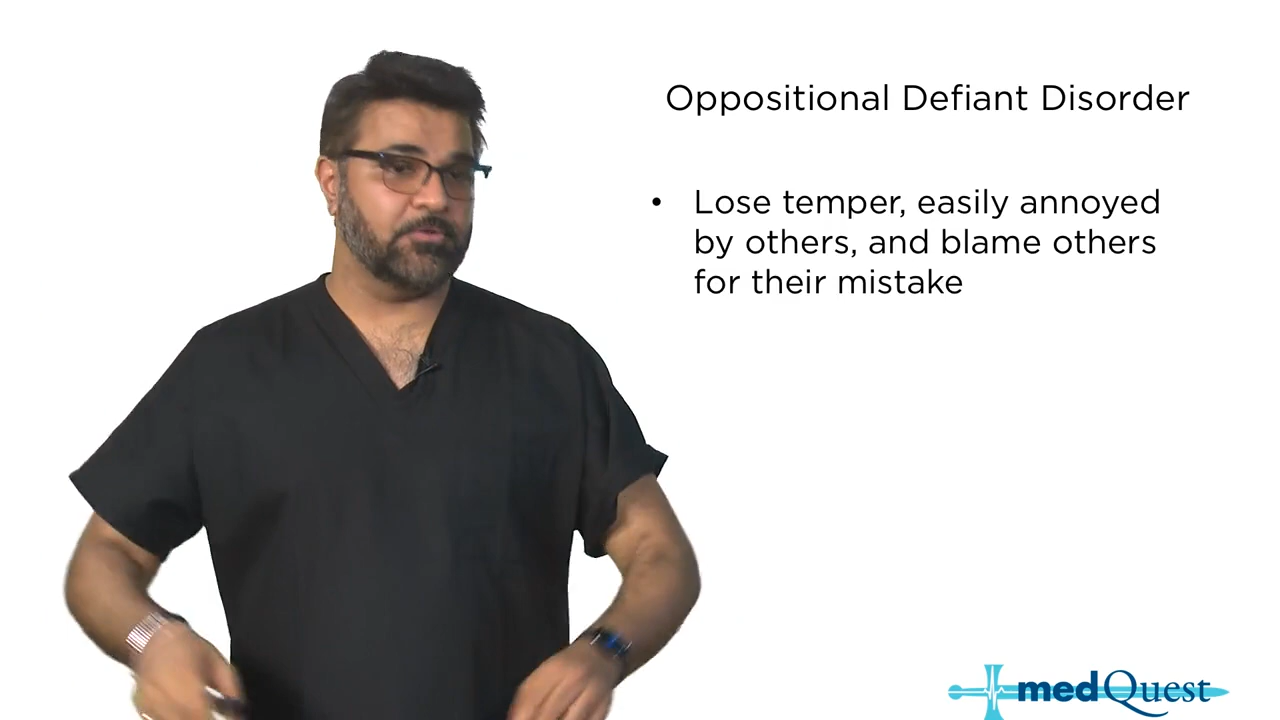 Oppositional Defiant Disorder
• Lose temper, easily annoyed
by others, and blame others
for their mistake
medQuest